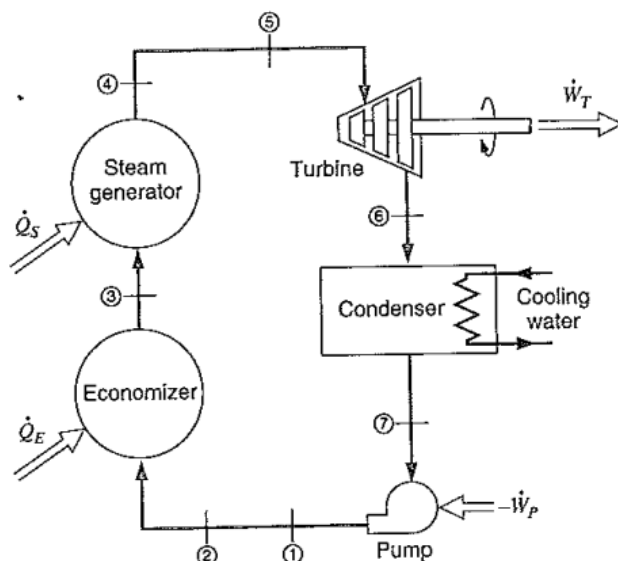 ⑤
④
Ẇ_T
Turbine
Steam
generator
Q̇_S
⑥
③
Condenser
Cooling
water
Economizer
Q̇_E
⑦
-Ẇ_P
② ①
Pump